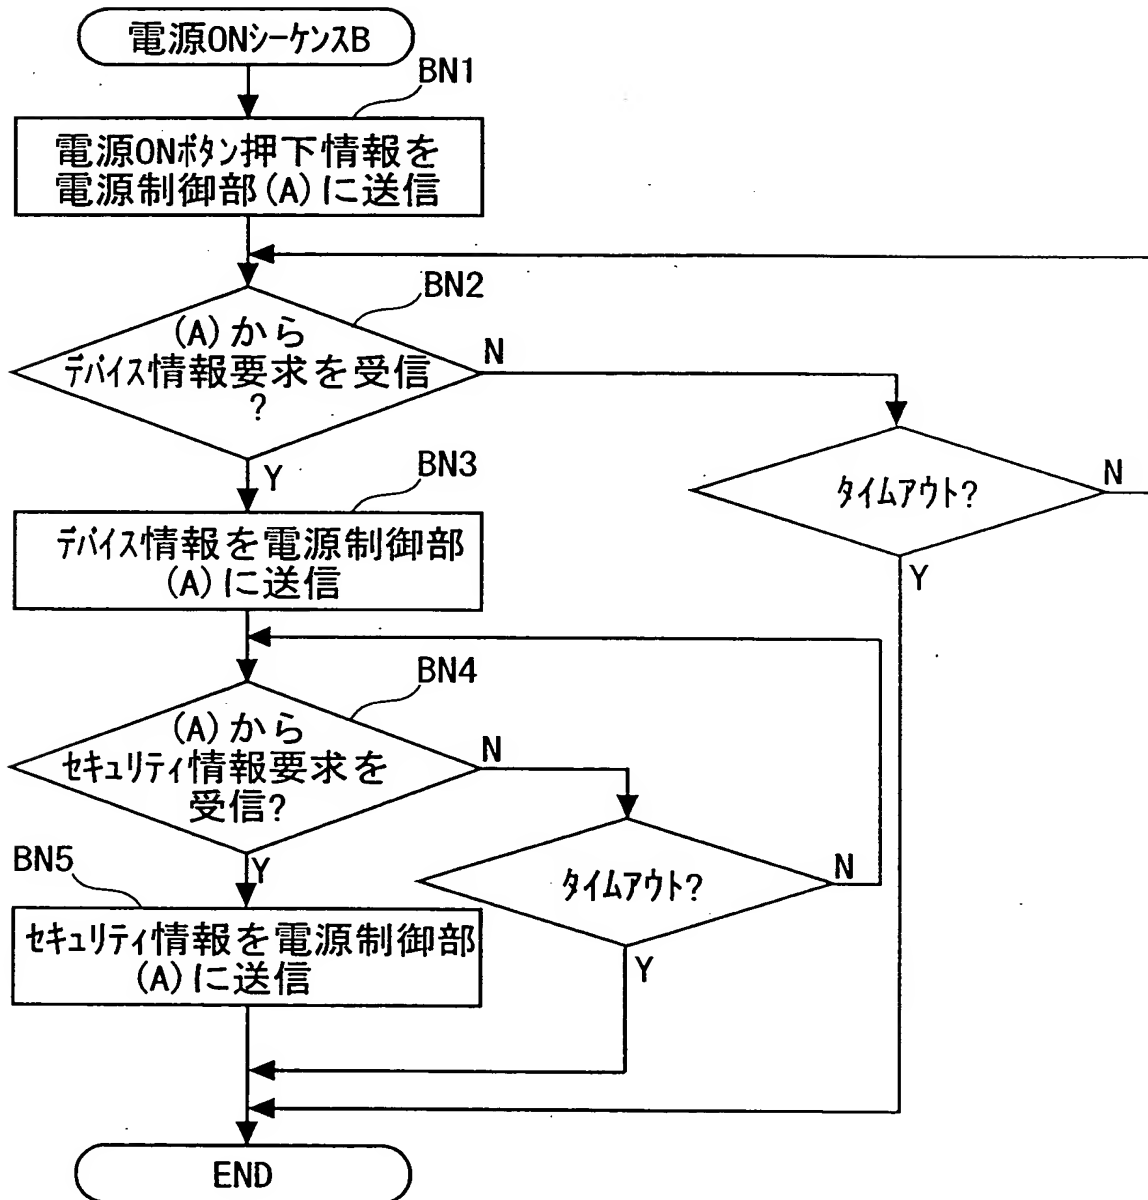 電源ONシーケンスB
BN1
電源ONボタン押下情報を
電源制御部(A)に送信
BN2
(A)から
デバイス情報要求を受信
?
N
Y
タイムアウト?
N
Y
BN3
デバイス情報を電源制御部
(A)に送信
BN4
(A)から
セキュリティ情報要求を
受信?
N
Y
タイムアウト?
N
Y
BN5
セキュリティ情報を電源制御部
(A)に送信
END